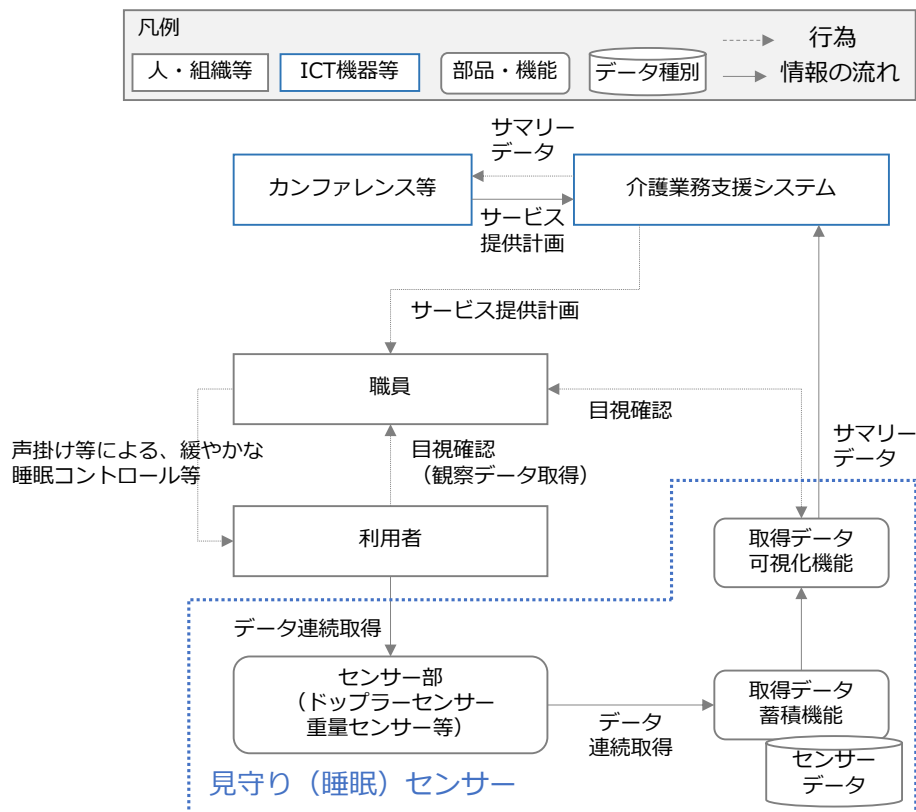 凡例
人・組織等
ICT機器等
部品・機能
データ種別
行為
情報の流れ
サマリー
データ
カンファレンス等
介護業務支援システム
サービス
提供計画
サービス提供計画
職員
目視確認
声掛け等による、緩やかな
睡眠コントロール等
目視確認
（観察データ取得）
サマリー
データ
利用者
取得データ
可視化機能
データ連続取得
センサー部
（ドップラーセンサー
重量センサー等）
データ
連続取得
取得データ
蓄積機能
センサー
データ
見守り（睡眠）センサー